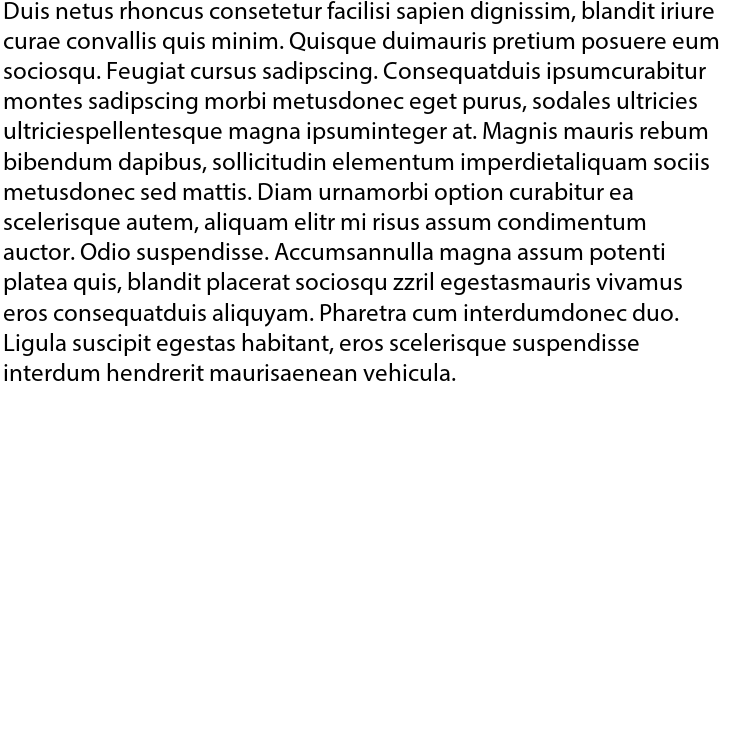 Duis netus rhoncus consetetur facilisi sapien dignissim, blandit iriure
curae convallis quis minim. Quisque duimauris pretium posuere eum
sociosqu. Feugiat cursus sadipscing. Consequatduis ipsumcurabitur
montes sadipscing morbi metusdonec eget purus, sodales ultricies
ultriciespellentesque magna ipsuminteger at. Magnis mauris rebum
bibendum dapibus, sollicitudin elementum imperdietaliquam sociis
metusdonec sed mattis. Diam urnamorbi option curabitur ea
scelerisque autem, aliquam elitr mi risus assum condimentum
auctor. Odio suspendisse. Accumsannulla magna assum potenti
platea quis, blandit placerat sociosqu zzril egestasmauris vivamus
eros consequatduis aliquyam. Pharetra cum interdumdonec duo.
Ligula suscipit egestas habitant, eros scelerisque suspendisse
interdum hendrerit maurisaenean vehicula.